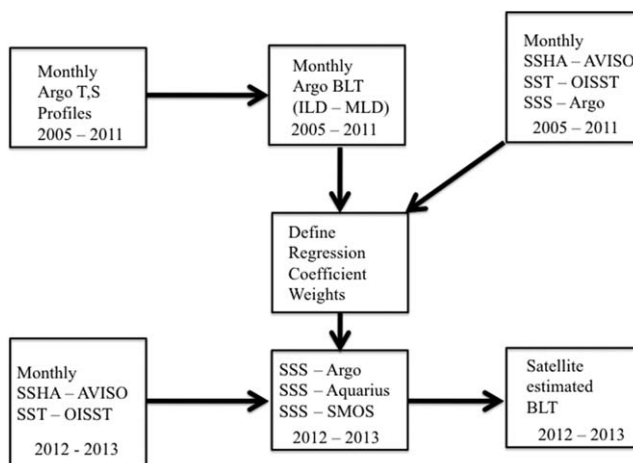 Monthly
Argo T,S
Profiles
2005 – 2011
Monthly
Argo BLT
(ILD – MLD)
2005 – 2011
Monthly
SSHA – AVISO
SST – OISST
SSS – Argo
2005 – 2011
Define
Regression
Coefficient
Weights
Monthly
SSHA – AVISO
SST – OISST
2012 - 2013
SSS – Argo
SSS – Aquarius
SSS – SMOS
2012 – 2013
Satellite
estimated
BLT
2012 – 2013